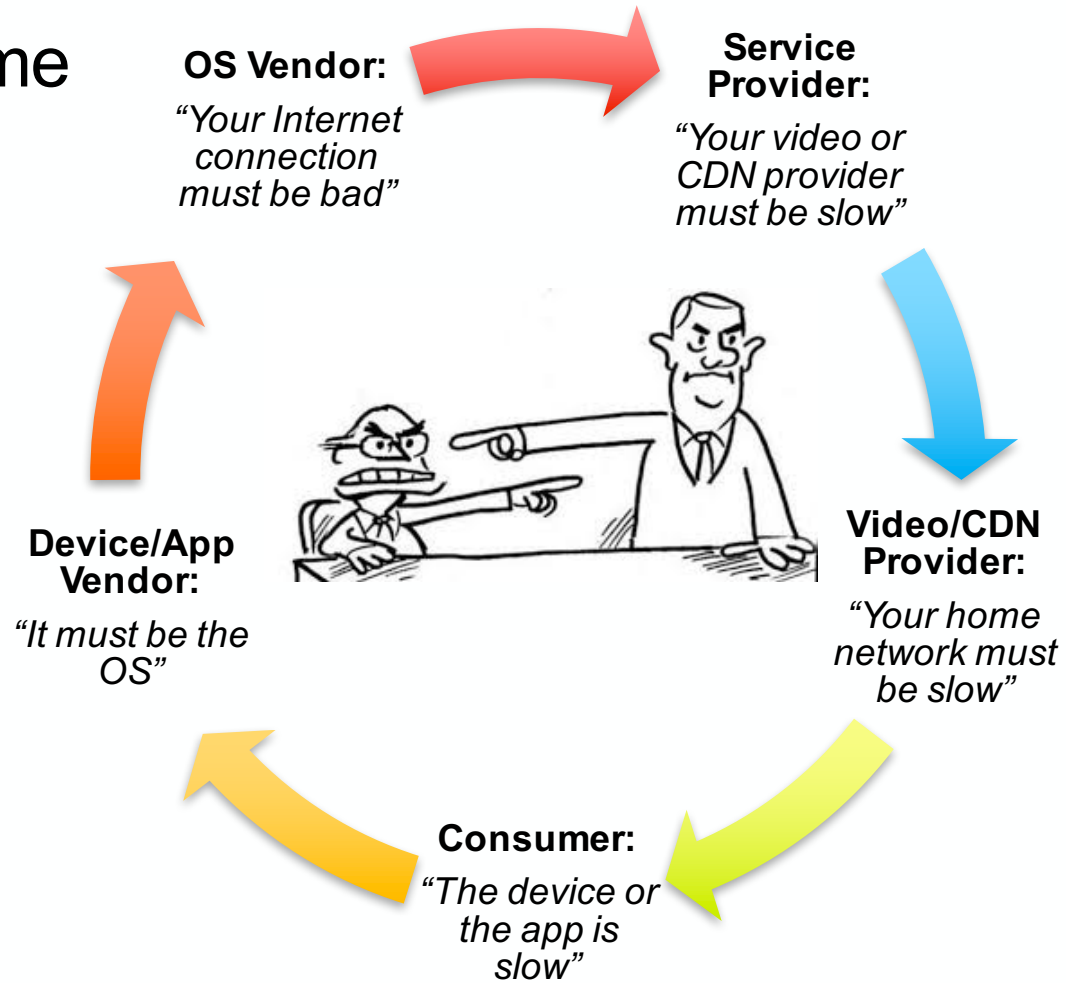 OS Vendor:
“Your Internet
connection
must be bad”
Service
Provider:
“Your video or
CDN provider
must be slow”
Video/CDN
Provider:
“Your home
network must
be slow”
Consumer:
“The device or
the app is
slow”
Device/App
Vendor:
“It must be the
OS”